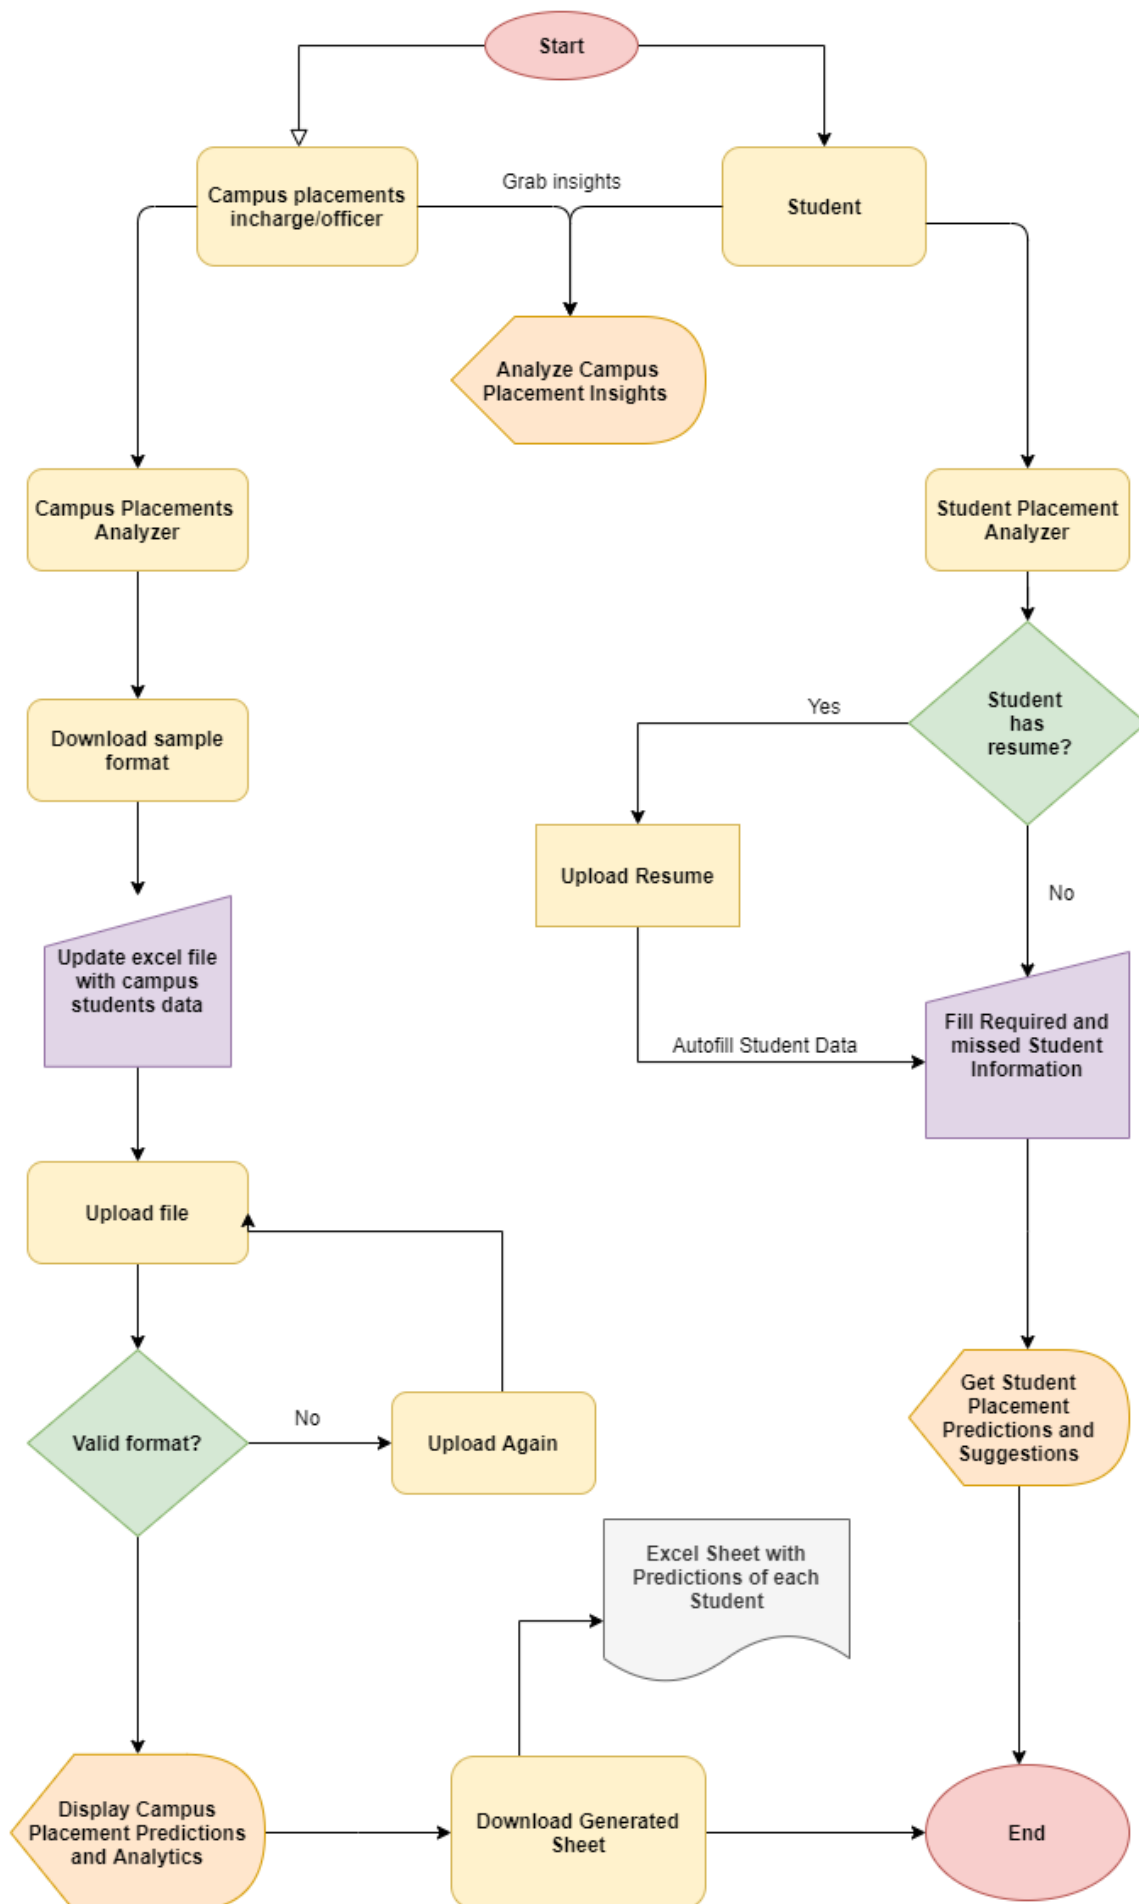 Start
Campus placements
incharge/officer
Grab insights
Student
Analyze Campus
Placement Insights
Campus Placements
Analyzer
Student Placement
Analyzer
Download sample
format
Yes
Student
has
resume?
Upload Resume
No
Update excel file
with campus
students data
Autofill Student Data
Fill Required and
missed Student
Information
Upload file
Valid format?
No
Upload Again
Get Student
Placement
Predictions and
Suggestions
Excel Sheet with
Predictions of each
Student
Display Campus
Placement Predictions
and Analytics
Download Generated
Sheet
End